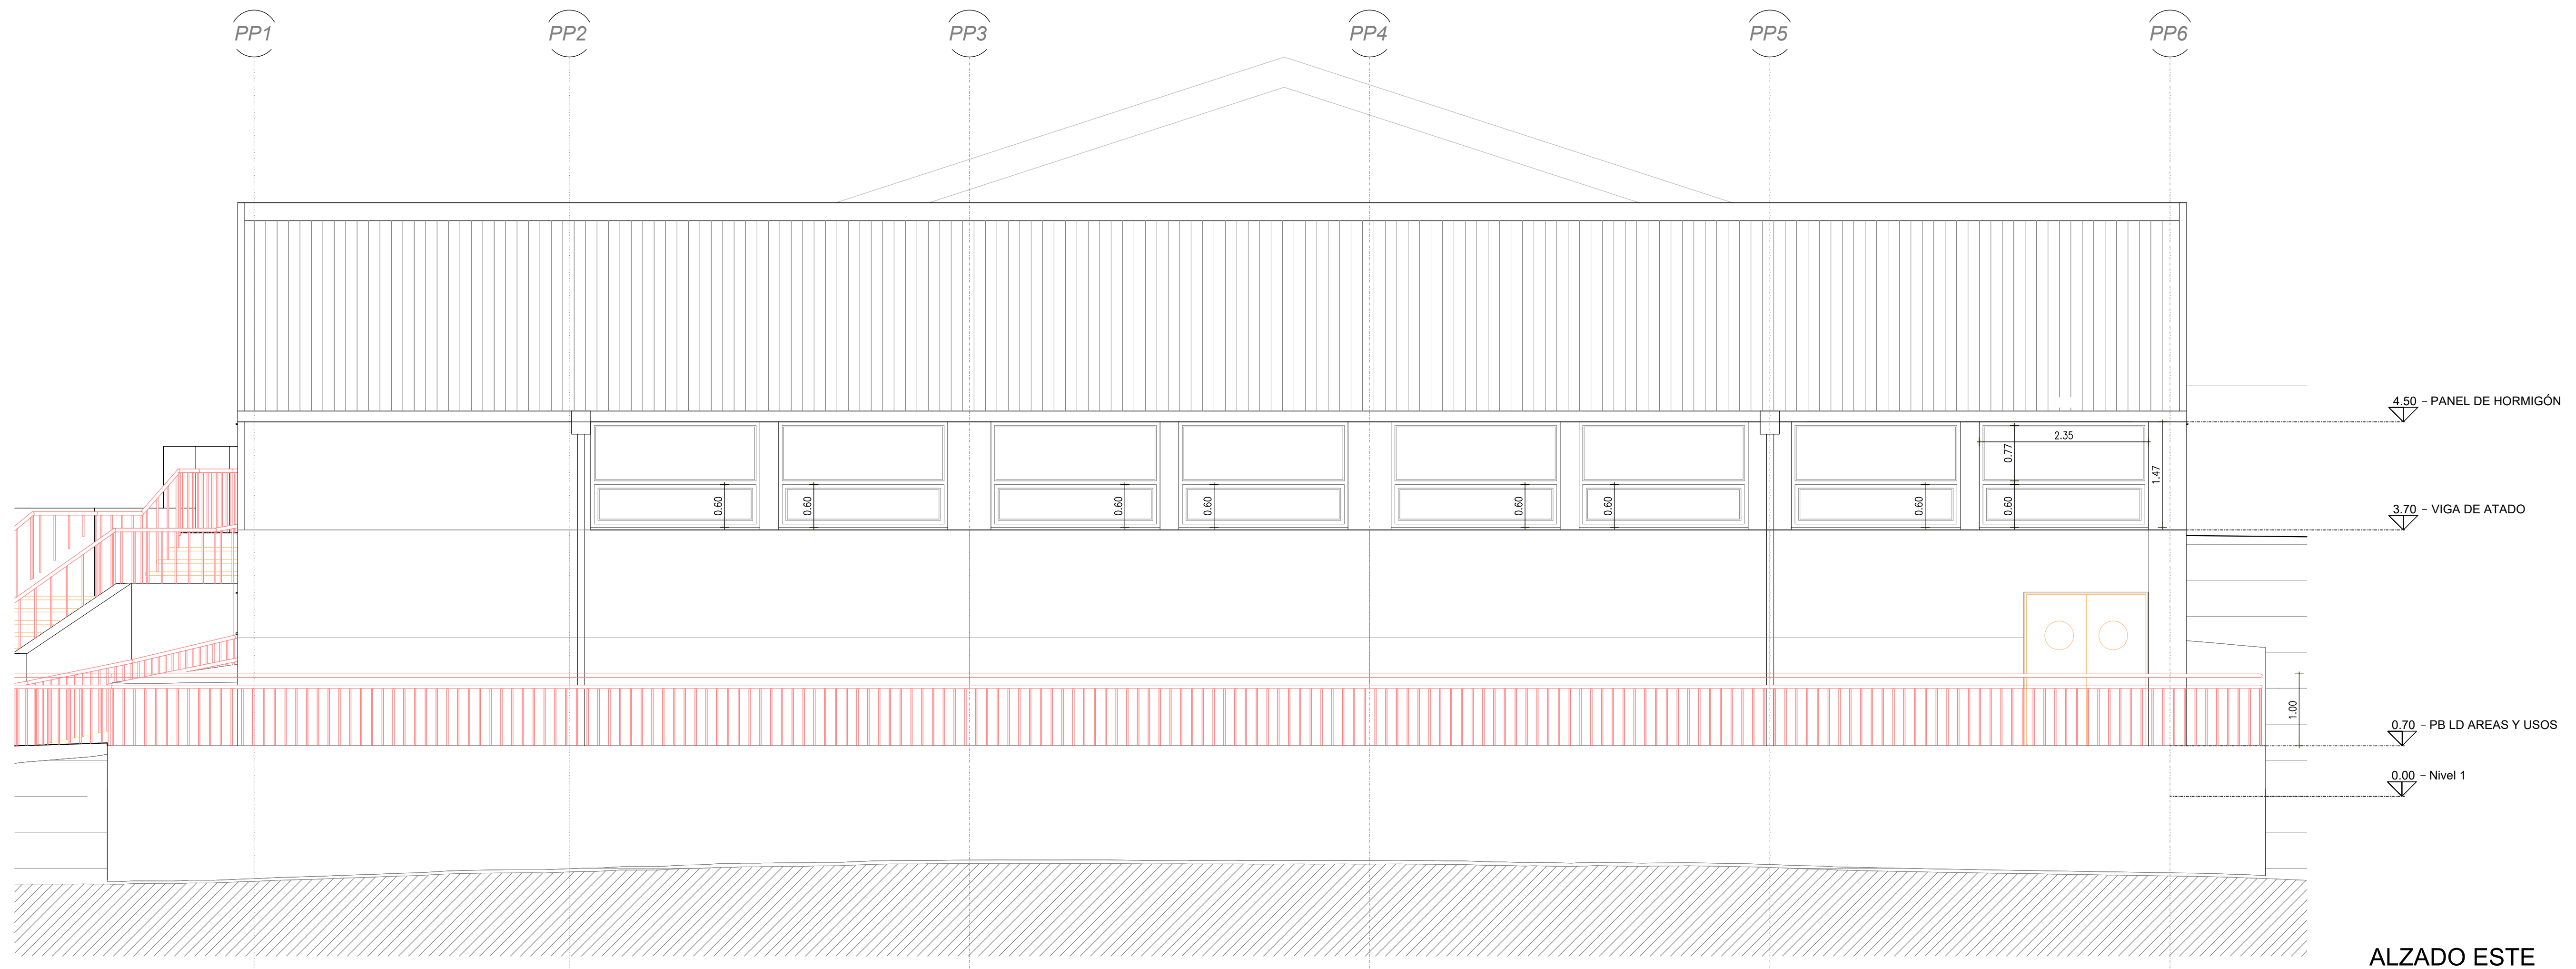 PP1 PP2 PP3 PP4 PP5 PP6
4.50 - PANEL DE HORMIGÓN
2.35
0.77
1.47
0.60 0.60 0.60 0.60 0.60 0.60 0.60 0.60
3.70 - VIGA DE ATADO
1.00
0.70 - PB LD AREAS Y USOS
0.00 - Nivel 1
ALZADO ESTE